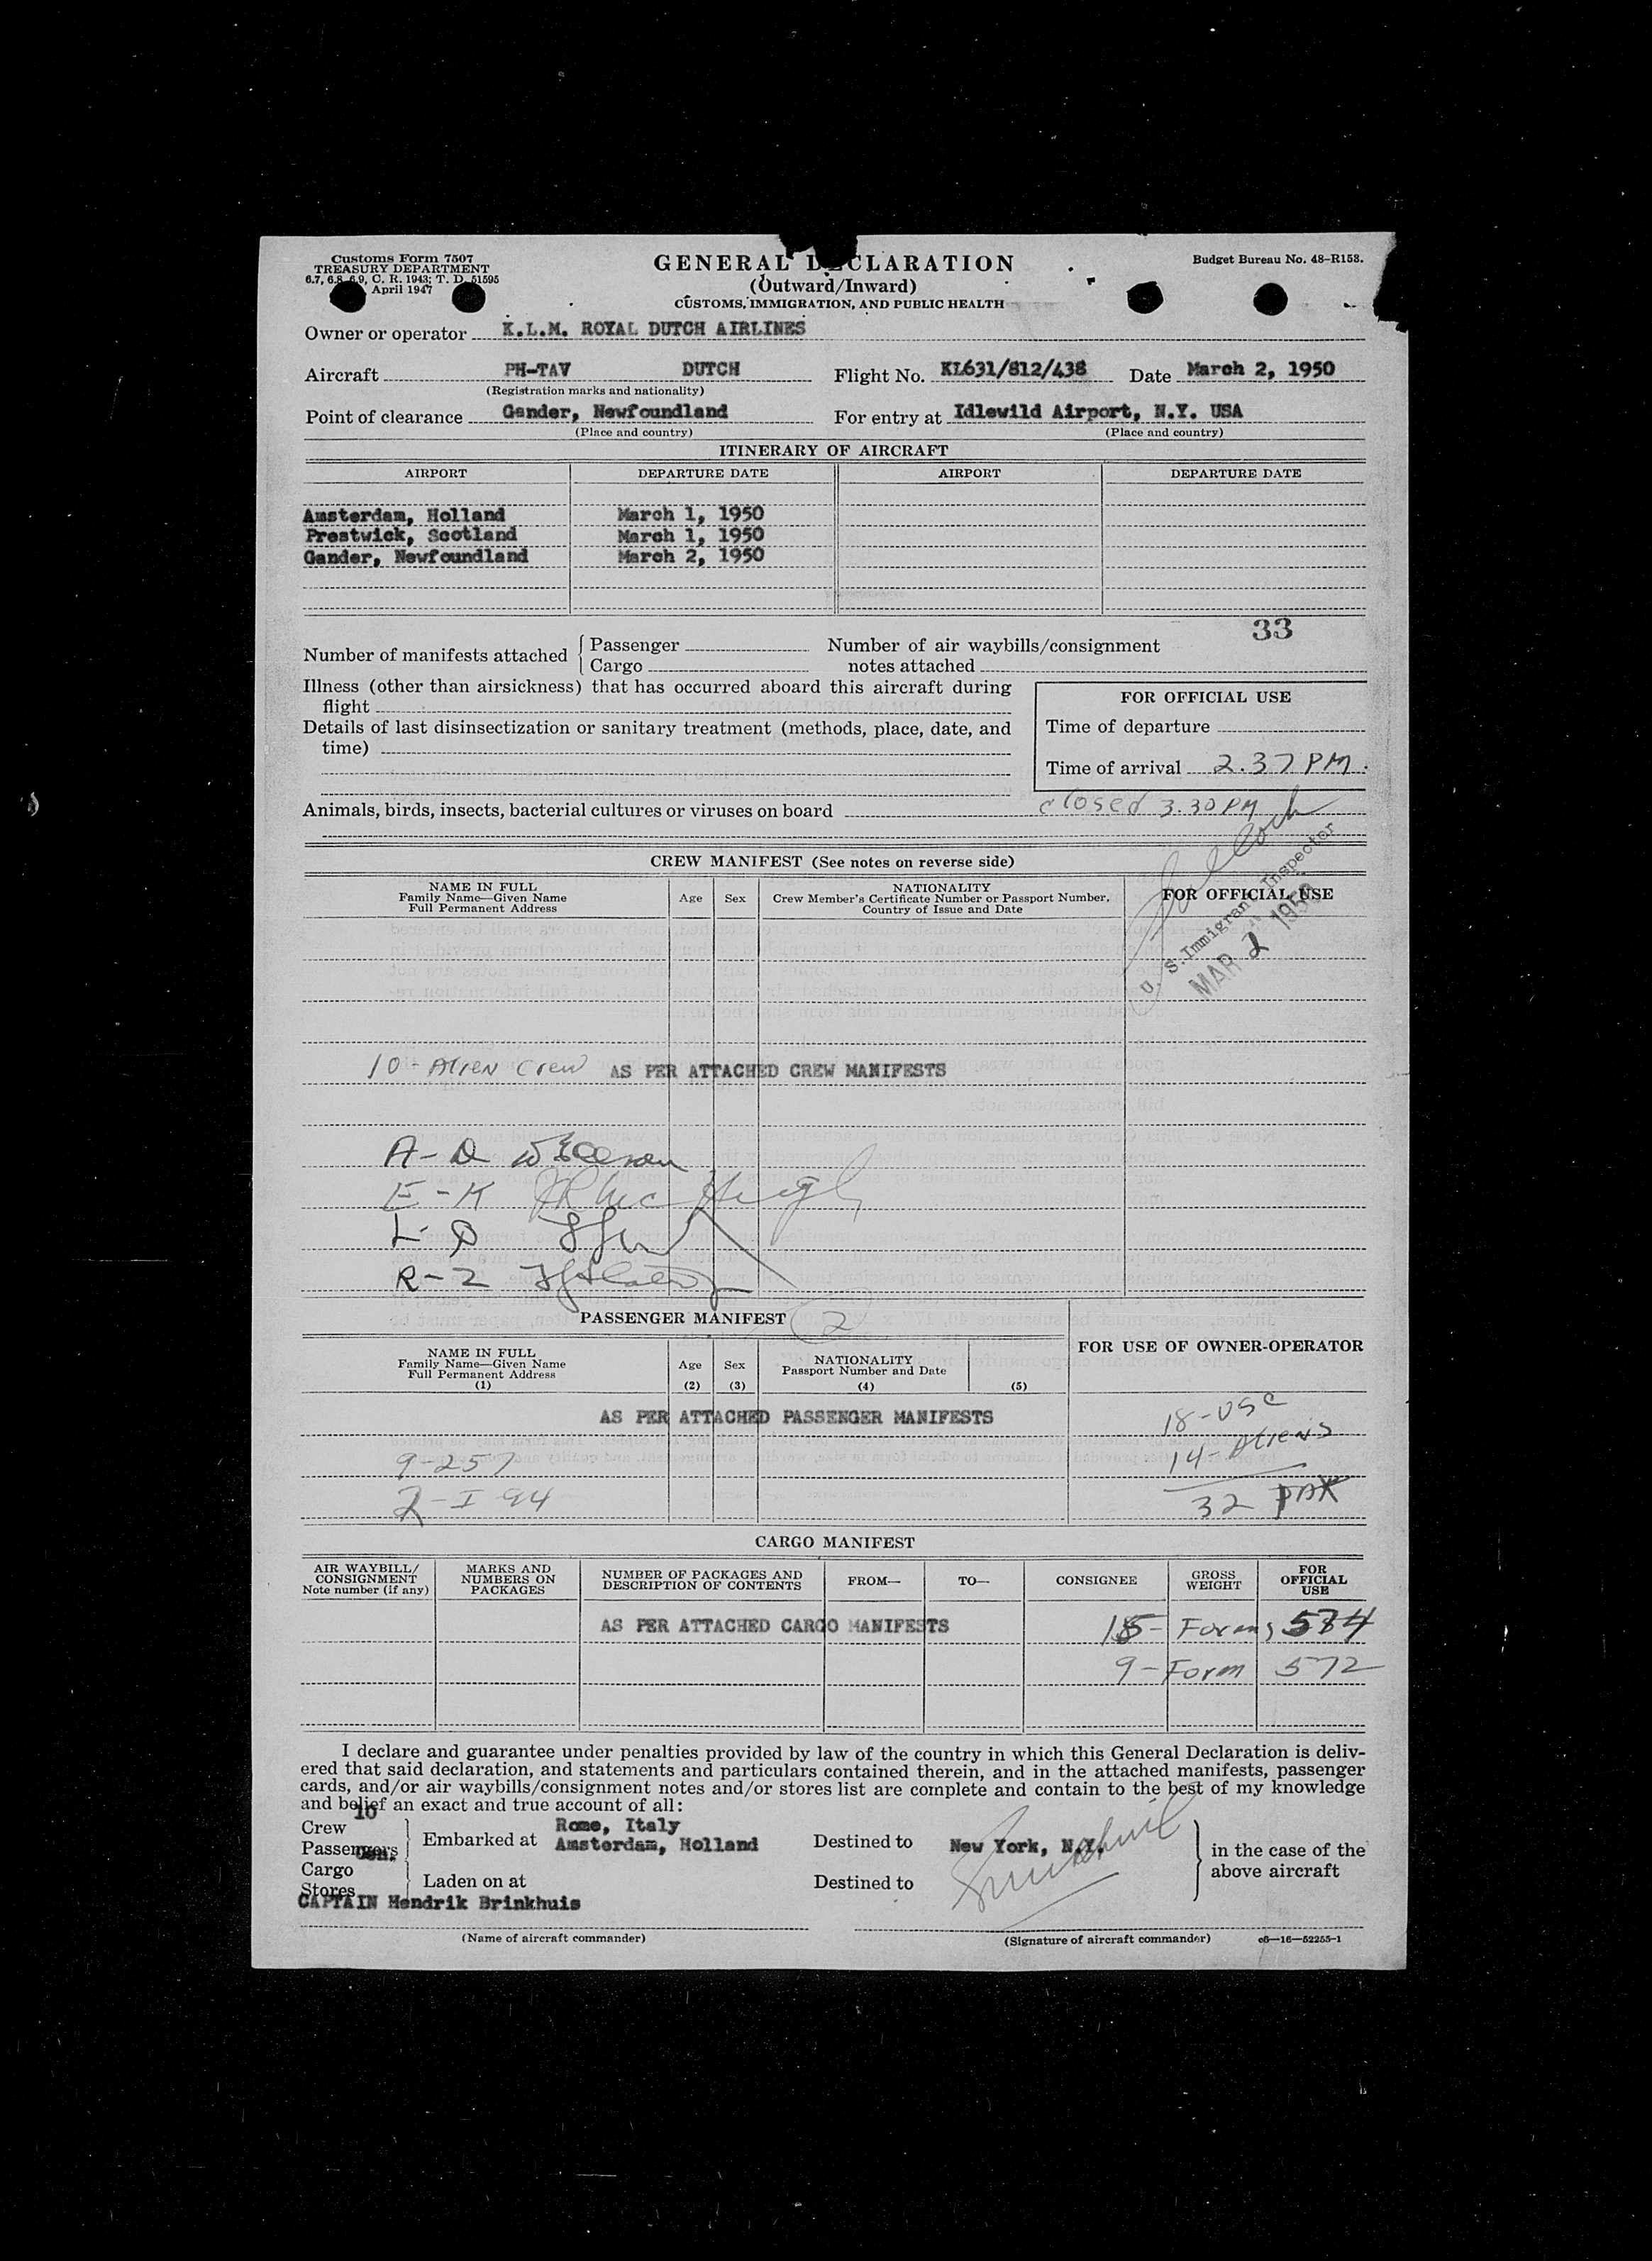 Customs Form 7507
TREASURY DEPARTMENT
6.7, 6.8, 6.9, C. R. 1943; T. D. 51595
April 1947
GENERAL DECLARATION
(Outward/Inward)
CUSTOMS, IMMIGRATION, AND PUBLIC HEALTH
Budget Bureau No. 48-R153.
Owner or operator K.L.M. ROYAL DUTCH AIRLINES
Aircraft PH-TAV DUTCH Flight No. KL631/812/438 Date March 2, 1950
(Registration marks and nationality)
Point of clearance Gander, Newfoundland For entry at Idlewild Airport, N.Y. USA
(Place and country) (Place and country)
ITINERARY OF AIRCRAFT
AIRPORT DEPARTURE DATE AIRPORT DEPARTURE DATE
Amsterdam, Holland March 1, 1950
Prestwick, Scotland March 1, 1950
Gander, Newfoundland March 2, 1950
33
Number of manifests attached { Passenger
Cargo
Number of air waybills/consignment
notes attached
Illness (other than airsickness) that has occurred aboard this aircraft during
flight
Details of last disinsectization or sanitary treatment (methods, place, date, and
time)
FOR OFFICIAL USE
Time of departure
Time of arrival 2.37 PM.
Animals, birds, insects, bacterial cultures or viruses on board
closed 3.30 PM
CREW MANIFEST (See notes on reverse side)
NAME IN FULL
Family Name—Given Name
Full Permanent Address
Age
Sex
NATIONALITY
Crew Member's Certificate Number or Passport Number,
Country of Issue and Date
FOR OFFICIAL USE
U. S. Immigrant Inspector
MAR 2 1950
10 - Alien Crew AS PER ATTACHED CREW MANIFESTS
A - D
E - K
L -
R - Z
PASSENGER MANIFEST 2
NAME IN FULL
Family Name—Given Name
Full Permanent Address
(1)
Age
(2)
Sex
(3)
NATIONALITY
Passport Number and Date
(4)
(5)
FOR USE OF OWNER-OPERATOR
AS PER ATTACHED PASSENGER MANIFESTS
18 - USC
14 - Aliens
32 PAX
9-257
2-I 94
CARGO MANIFEST
AIR WAYBILL/
CONSIGNMENT
Note number (if any)
MARKS AND
NUMBERS ON
PACKAGES
NUMBER OF PACKAGES AND
DESCRIPTION OF CONTENTS
FROM—
TO—
CONSIGNEE
GROSS
WEIGHT
FOR
OFFICIAL
USE
AS PER ATTACHED CARGO MANIFESTS
Forms
9 - Form 572
I declare and guarantee under penalties provided by law of the country in which this General Declaration is deliv-
ered that said declaration, and statements and particulars contained therein, and in the attached manifests, passenger
cards, and/or air waybills/consignment notes and/or stores list are complete and contain to the best of my knowledge
and belief an exact and true account of all:
10
Crew
Passengers
Embarked at
Rome, Italy
Amsterdam, Holland
Destined to New York, N.Y.
in the case of the
above aircraft
Cargo
Stores
Laden on at
Destined to
CAPTAIN Hendrik Brinkhuis
(Name of aircraft commander)
(Signature of aircraft commander)
c6—16—52255-1